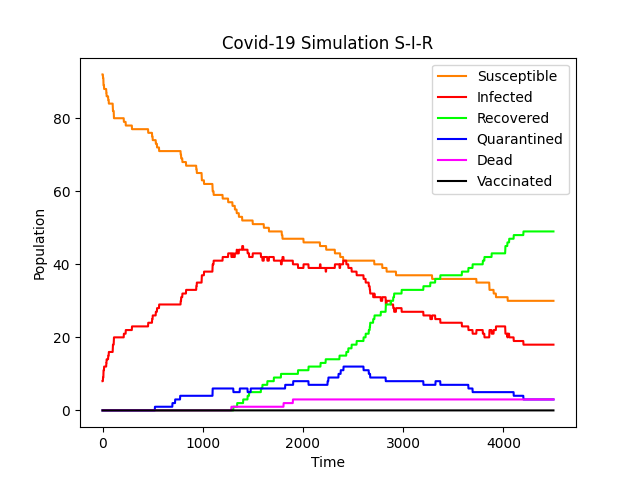 Covid-19 Simulation S-I-R
Susceptible
Infected
Recovered
Quarantined
Dead
Vaccinated
80
60
40
20
0
Population
0 1000 2000 3000 4000
Time